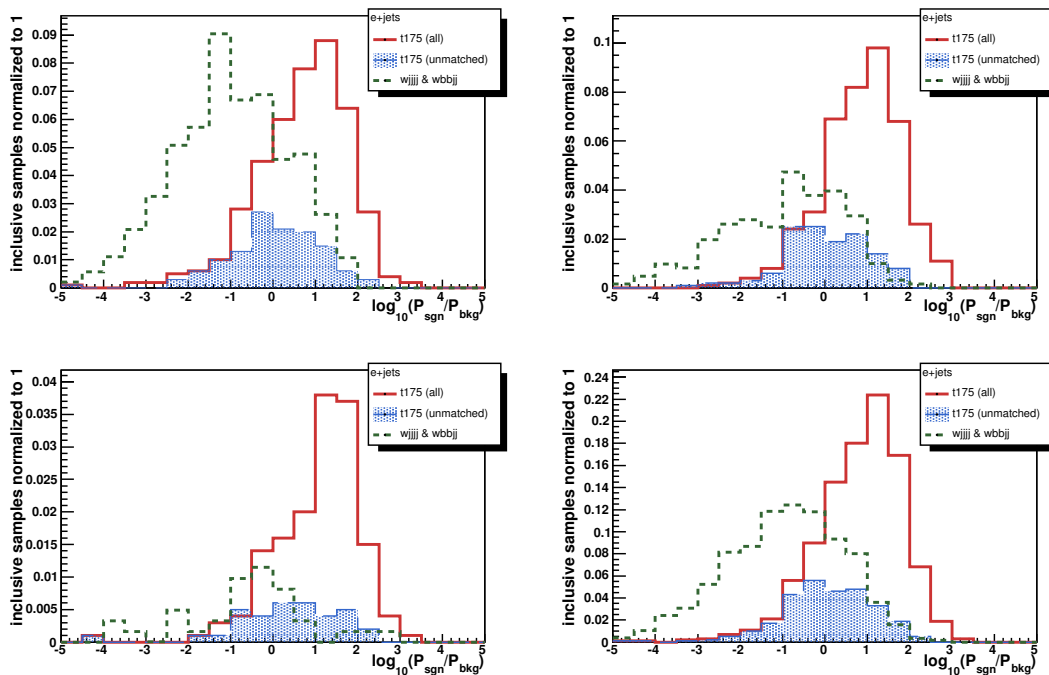 inclusive samples normalized to 1
0.09
0.08
0.07
0.06
0.05
0.04
0.03
0.02
0.01
0
-5 -4 -3 -2 -1 0 1 2 3 4 5
log10(Psgn/Pbkg)
e+jets
t175 (all)
t175 (unmatched)
wjjjj & wbbjj
inclusive samples normalized to 1
0.1
0.08
0.06
0.04
0.02
0
-5 -4 -3 -2 -1 0 1 2 3 4 5
log10(Psgn/Pbkg)
e+jets
t175 (all)
t175 (unmatched)
wjjjj & wbbjj
inclusive samples normalized to 1
0.04
0.035
0.03
0.025
0.02
0.015
0.01
0.005
0
-5 -4 -3 -2 -1 0 1 2 3 4 5
log10(Psgn/Pbkg)
e+jets
t175 (all)
t175 (unmatched)
wjjjj & wbbjj
inclusive samples normalized to 1
0.24
0.22
0.2
0.18
0.16
0.14
0.12
0.1
0.08
0.06
0.04
0.02
0
-5 -4 -3 -2 -1 0 1 2 3 4 5
log10(Psgn/Pbkg)
e+jets
t175 (all)
t175 (unmatched)
wjjjj & wbbjj